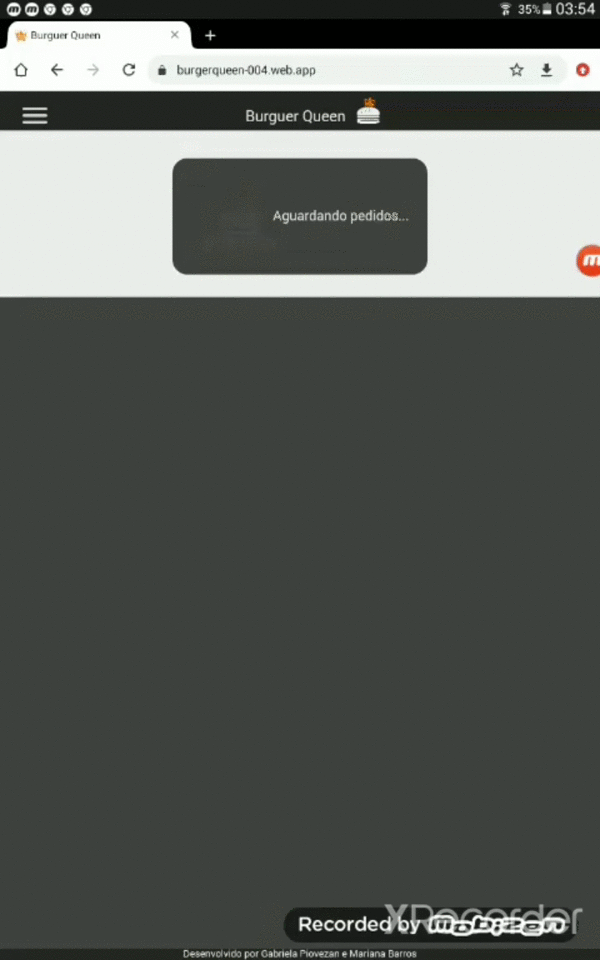 35% 03:54
Burguer Queen
burgerqueen-004.web.app
Burguer Queen
Aguardando pedidos...
XRecorder
Recorded by
Desenvolvido por Gabriela Piovezan e Mariana Barros